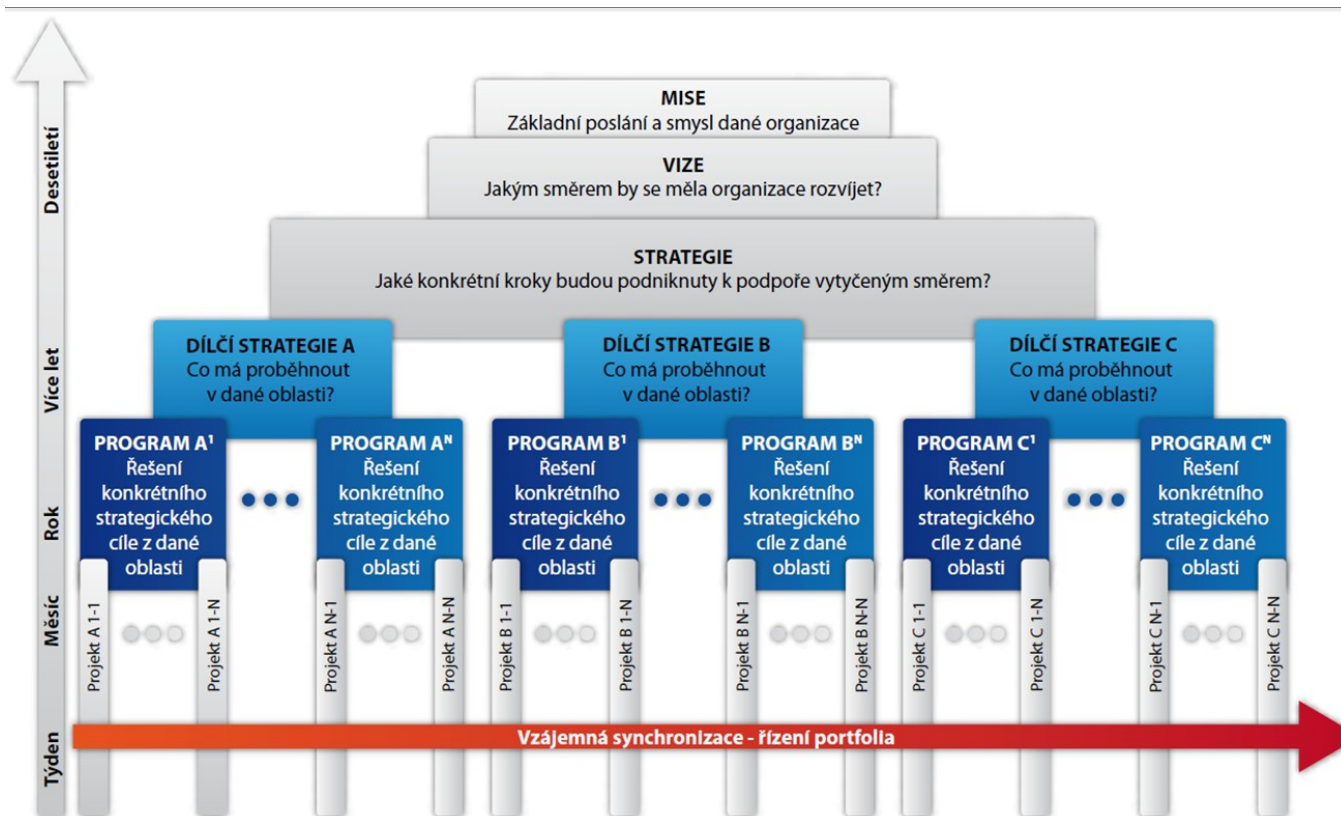 MISE
Základní poslání a smysl dané organizace
VIZE
Jakým směrem by se měla organizace rozvíjet?
STRATEGIE
Jaké konkrétní kroky budou podniknuty k podpoře vytyčeným směrem?
DÍLČÍ STRATEGIE A
Co má proběhnout
v dané oblasti?
DÍLČÍ STRATEGIE B
Co má proběhnout
v dané oblasti?
DÍLČÍ STRATEGIE C
Co má proběhnout
v dané oblasti?
PROGRAM A¹
Řešení
konkrétního
strategického
cíle z dané
oblasti
PROGRAM Aᴺ
Řešení
konkrétního
strategického
cíle z dané
oblasti
PROGRAM B¹
Řešení
konkrétního
strategického
cíle z dané
oblasti
PROGRAM Bᴺ
Řešení
konkrétního
strategického
cíle z dané
oblasti
PROGRAM C¹
Řešení
konkrétního
strategického
cíle z dané
oblasti
PROGRAM Cᴺ
Řešení
konkrétního
strategického
cíle z dané
oblasti
Projekt A 1-1
Projekt A 1-N
Projekt A N-1
Projekt A N-N
Projekt B 1-1
Projekt B 1-N
Projekt B N-1
Projekt B N-N
Projekt C 1-1
Projekt C 1-N
Projekt C N-1
Projekt C N-N
Vzájemná synchronizace - řízení portfolia
Desetiletí
Více let
Rok
Měsíc
Týden